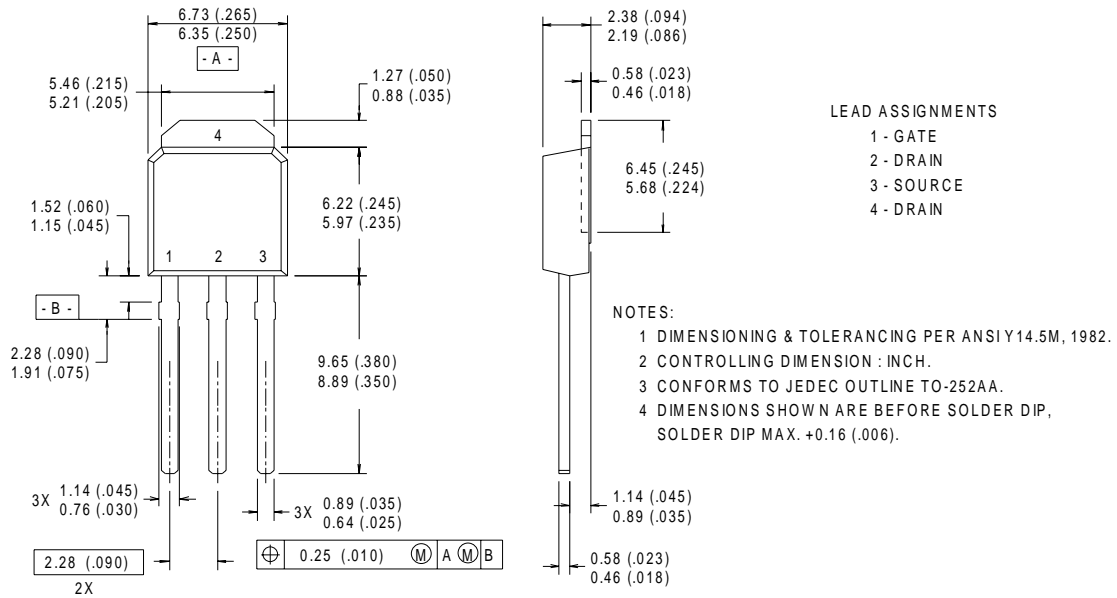 6.73 (.265)
6.35 (.250)
- A -
5.46 (.215)
5.21 (.205)
1.27 (.050)
0.88 (.035)
4
6.22 (.245)
5.97 (.235)
1.52 (.060)
1.15 (.045)
1 2 3
- B -
2.28 (.090)
1.91 (.075)
9.65 (.380)
8.89 (.350)
3X 1.14 (.045)
0.76 (.030)
3X 0.89 (.035)
0.64 (.025)
2.28 (.090)
2X
⌖ 0.25 (.010) Ⓜ A Ⓜ B
2.38 (.094)
2.19 (.086)
0.58 (.023)
0.46 (.018)
6.45 (.245)
5.68 (.224)
1.14 (.045)
0.89 (.035)
0.58 (.023)
0.46 (.018)
LEAD ASSIGNMENTS
1 - GATE
2 - DRAIN
3 - SOURCE
4 - DRAIN
NOTES:
1 DIMENSIONING & TOLERANCING PER ANSI Y14.5M, 1982.
2 CONTROLLING DIMENSION : INCH.
3 CONFORMS TO JEDEC OUTLINE TO-252AA.
4 DIMENSIONS SHOWN ARE BEFORE SOLDER DIP,
SOLDER DIP MAX. +0.16 (.006).